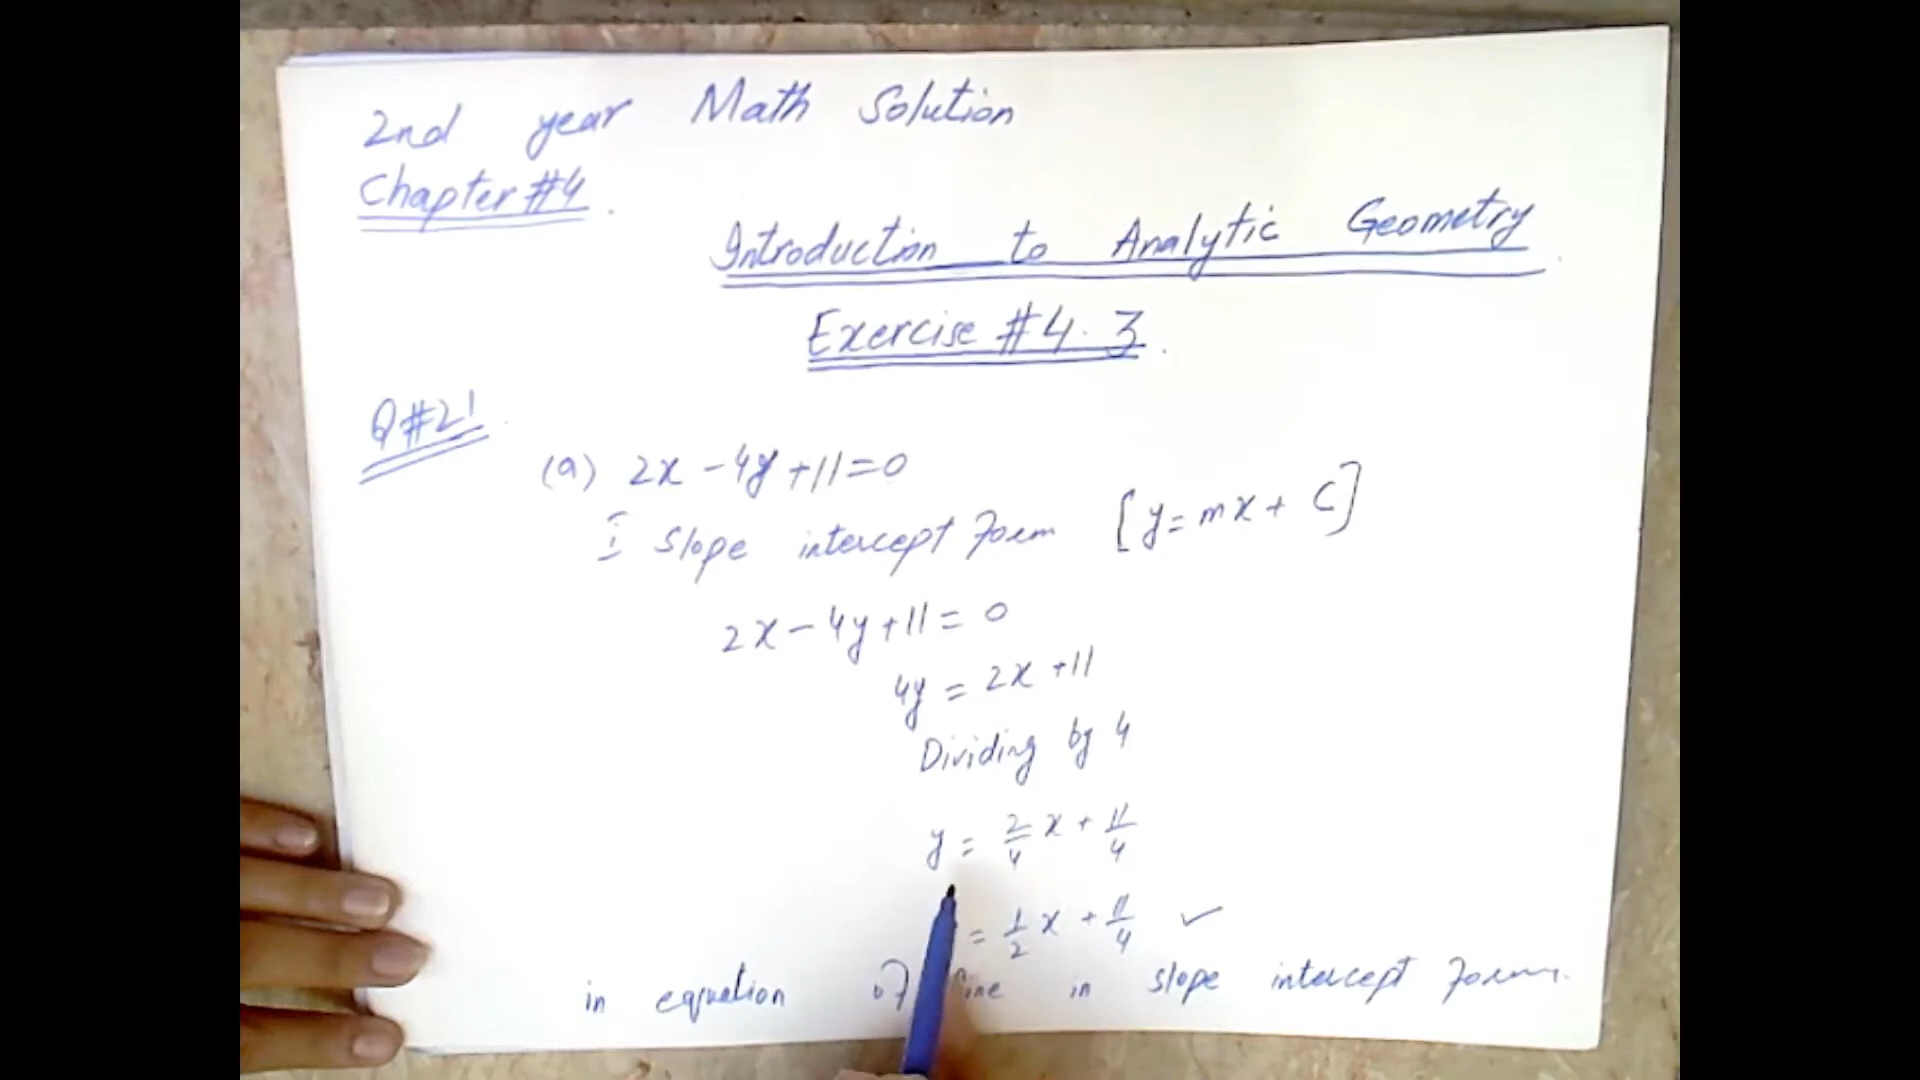 2nd year Math Solution
Chapter #4.
Introduction to Analytic Geometry.
Exercise #4.3.
Q#21.
(a) 2x - 4y + 11 = 0
I Slope intercept Form [y = mx + C]
2x - 4y + 11 = 0
4y = 2x + 11
Dividing by 4
y = 2/4 x + 11/4
= 1/2 x + 11/4 ✓
in equation of line in slope intercept Form.